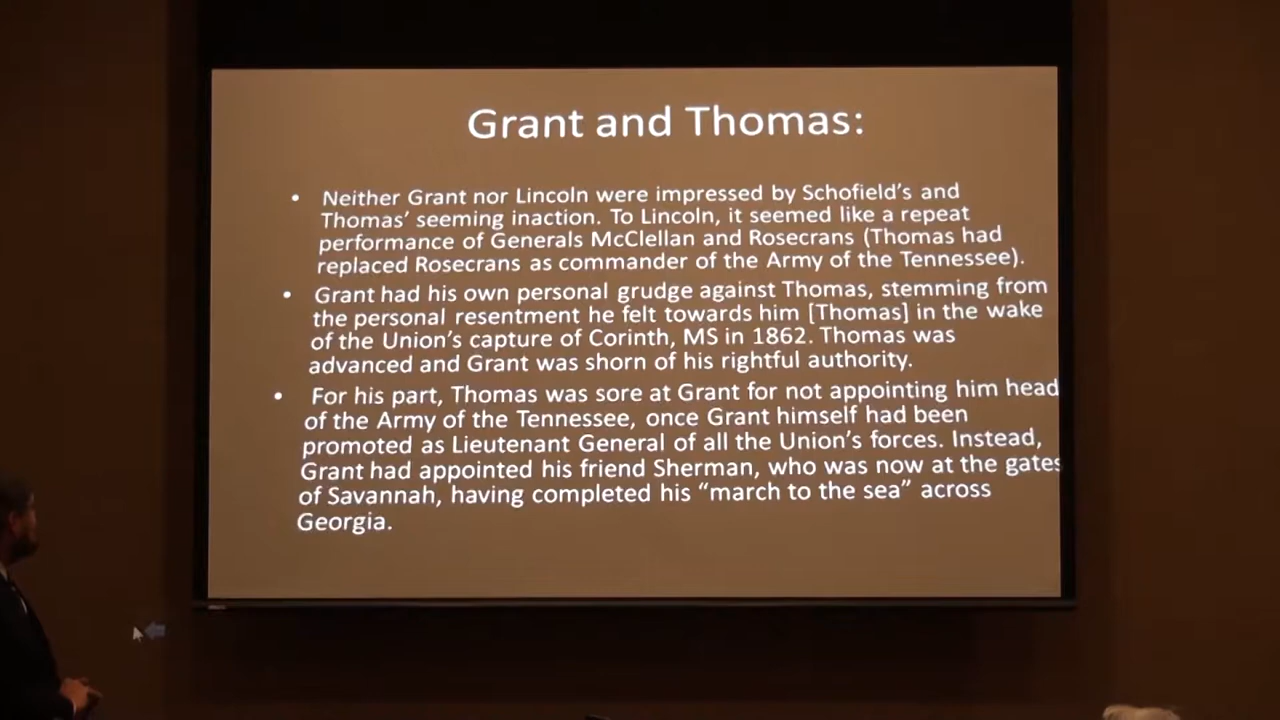 Grant and Thomas:
• Neither Grant nor Lincoln were impressed by Schofield's and
Thomas' seeming inaction. To Lincoln, it seemed like a repeat
performance of Generals McClellan and Rosecrans (Thomas had
replaced Rosecrans as commander of the Army of the Tennessee).
• Grant had his own personal grudge against Thomas, stemming from
the personal resentment he felt towards him [Thomas] in the wake
of the Union's capture of Corinth, MS in 1862. Thomas was
advanced and Grant was shorn of his rightful authority.
• For his part, Thomas was sore at Grant for not appointing him head
of the Army of the Tennessee, once Grant himself had been
promoted as Lieutenant General of all the Union's forces. Instead,
Grant had appointed his friend Sherman, who was now at the gates
of Savannah, having completed his "march to the sea" across
Georgia.